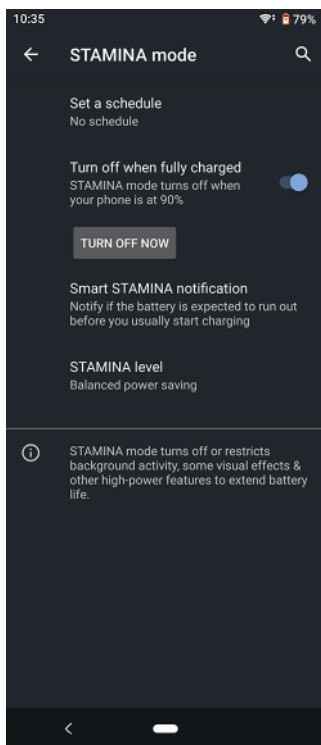 10:35
79%
STAMINA mode
Set a schedule
No schedule
Turn off when fully charged
STAMINA mode turns off when
your phone is at 90%
TURN OFF NOW
Smart STAMINA notification
Notify if the battery is expected to run out
before you usually start charging
STAMINA level
Balanced power saving
STAMINA mode turns off or restricts
background activity, some visual effects &
other high-power features to extend battery
life.